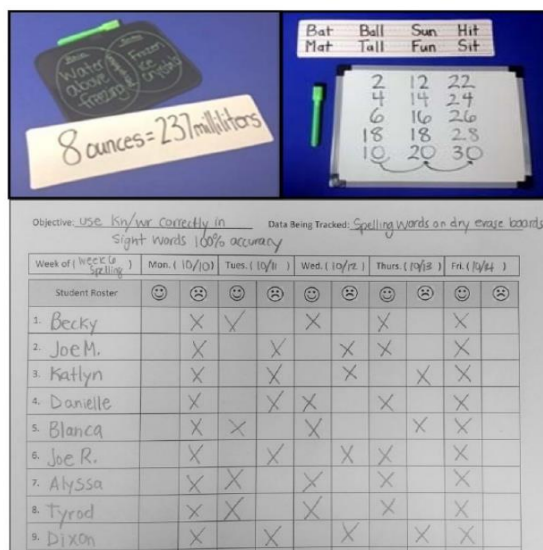 Rain
Snow
Water
above
freezing
Frozen
ice
crystals
8 ounces = 237 milliliters
Bat Ball Sun Hit
Mat Tall Fun Sit
2 12 22
4 14 24
6 16 26
18 18 28
10 20 30
Objective: use Kn/wr correctly in Data Being Tracked: Spelling words on dry erase boards
sight words 100% accuracy
Week of ( week 6 Spelling ) Mon. ( 10/10 ) Tues. ( 10/11 ) Wed. ( 10/12 ) Thurs. ( 10/13 ) Fri. ( 10/14 )
Student Roster
1. Becky X X X X X
2. Joe M. X X X X X
3. Katlyn X X X X X
4. Danielle X X X X X
5. Blanca X X X X X
6. Joe R. X X X X X
7. Alyssa X X X X X
8. Tyrod X X X X X
9. Dixon X X X X X